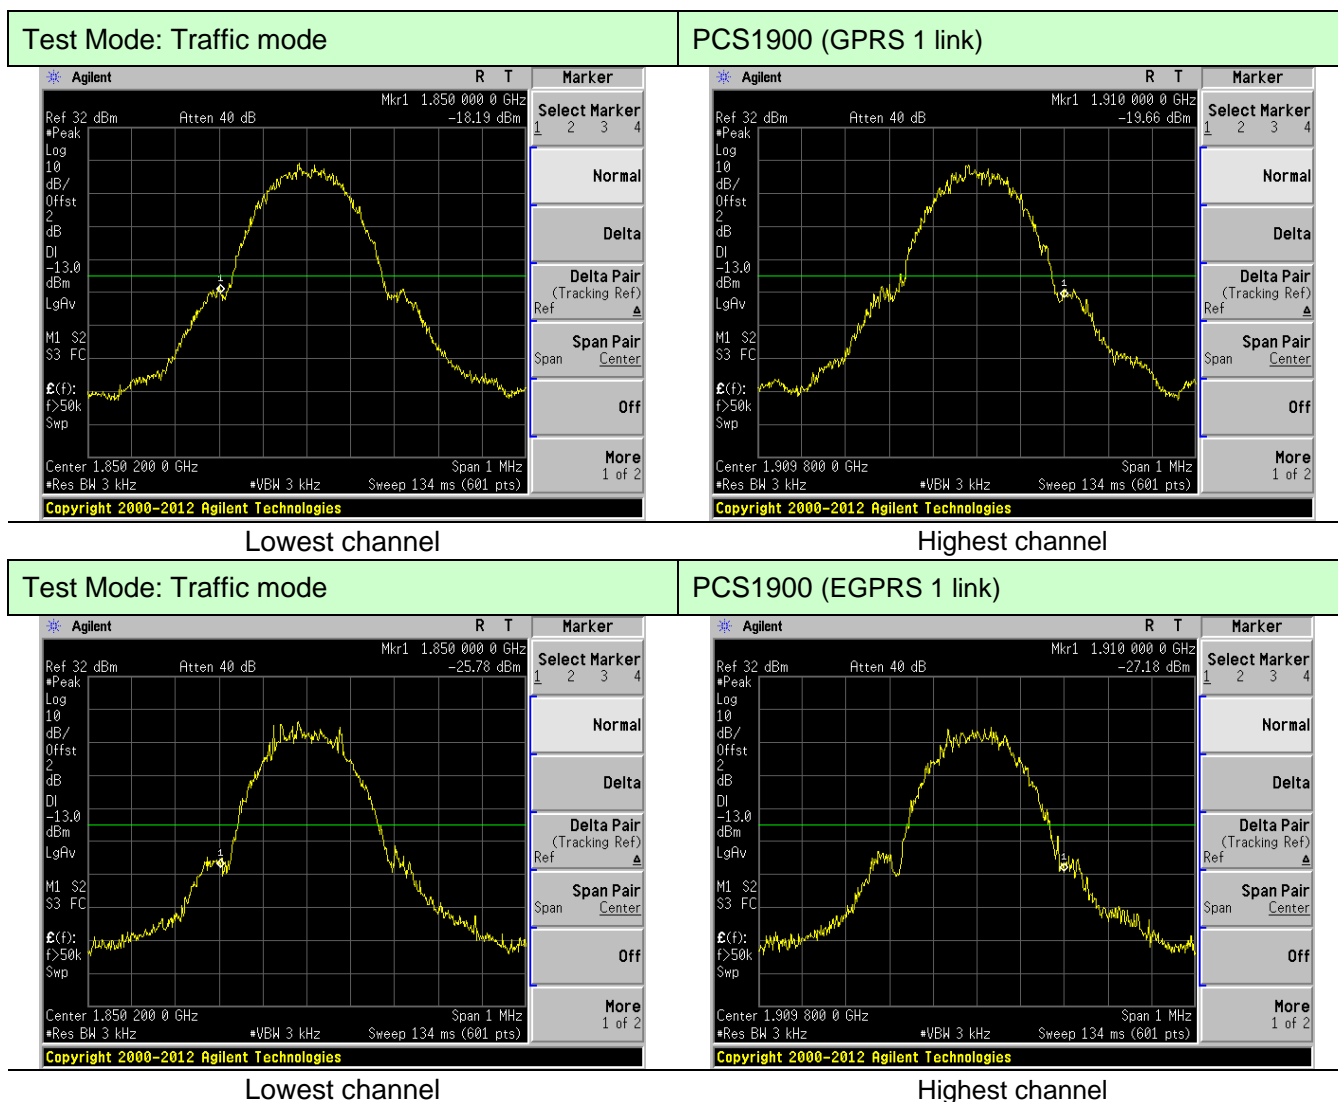 Test Mode: Traffic mode
PCS1900 (GPRS 1 link)
Agilent
R T
Marker
Mkr1 1.850 000 0 GHz
Ref 32 dBm Atten 40 dB -18.19 dBm
#Peak
Log
10
dB/
Offst
2
dB
DI
-13.0
dBm
LgAv
M1 S2
S3 FC
£(f):
f>50k
Swp
1
Center 1.850 200 0 GHz Span 1 MHz
#Res BW 3 kHz #VBW 3 kHz Sweep 134 ms (601 pts)
Copyright 2000-2012 Agilent Technologies
Select Marker
1 2 3 4
Normal
Delta
Delta Pair
(Tracking Ref)
Ref Δ
Span Pair
Span Center
Off
More
1 of 2
Lowest channel
Agilent
R T
Marker
Mkr1 1.910 000 0 GHz
Ref 32 dBm Atten 40 dB -19.66 dBm
#Peak
Log
10
dB/
Offst
2
dB
DI
-13.0
dBm
LgAv
M1 S2
S3 FC
£(f):
f>50k
Swp
1
Center 1.909 800 0 GHz Span 1 MHz
#Res BW 3 kHz #VBW 3 kHz Sweep 134 ms (601 pts)
Copyright 2000-2012 Agilent Technologies
Select Marker
1 2 3 4
Normal
Delta
Delta Pair
(Tracking Ref)
Ref Δ
Span Pair
Span Center
Off
More
1 of 2
Highest channel
Test Mode: Traffic mode
PCS1900 (EGPRS 1 link)
Agilent
R T
Marker
Mkr1 1.850 000 0 GHz
Ref 32 dBm Atten 40 dB -25.78 dBm
#Peak
Log
10
dB/
Offst
2
dB
DI
-13.0
dBm
LgAv
M1 S2
S3 FC
£(f):
f>50k
Swp
1
Center 1.850 200 0 GHz Span 1 MHz
#Res BW 3 kHz #VBW 3 kHz Sweep 134 ms (601 pts)
Copyright 2000-2012 Agilent Technologies
Select Marker
1 2 3 4
Normal
Delta
Delta Pair
(Tracking Ref)
Ref Δ
Span Pair
Span Center
Off
More
1 of 2
Lowest channel
Agilent
R T
Marker
Mkr1 1.910 000 0 GHz
Ref 32 dBm Atten 40 dB -27.18 dBm
#Peak
Log
10
dB/
Offst
2
dB
DI
-13.0
dBm
LgAv
M1 S2
S3 FC
£(f):
f>50k
Swp
1
Center 1.909 800 0 GHz Span 1 MHz
#Res BW 3 kHz #VBW 3 kHz Sweep 134 ms (601 pts)
Copyright 2000-2012 Agilent Technologies
Select Marker
1 2 3 4
Normal
Delta
Delta Pair
(Tracking Ref)
Ref Δ
Span Pair
Span Center
Off
More
1 of 2
Highest channel